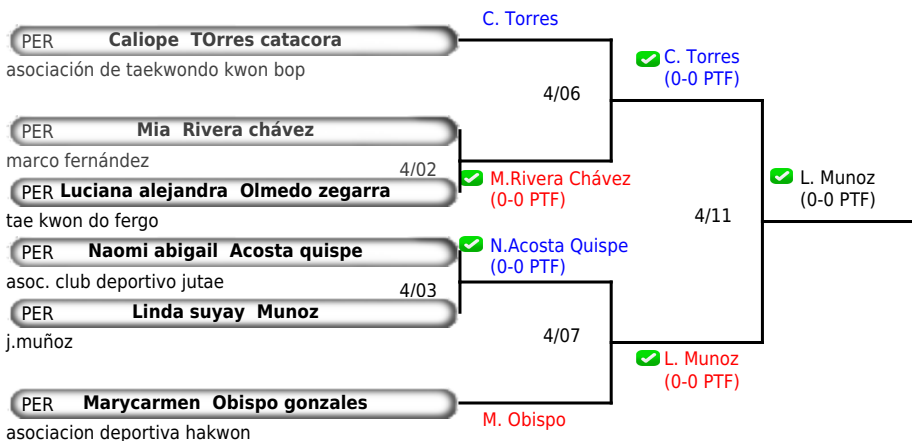 C. Torres
PER Caliope TOrres catacora
asociación de taekwondo kwon bop
C. Torres
(0-0 PTF)
4/06
PER Mia Rivera chávez
marco fernández
4/02
M.Rivera Chávez
(0-0 PTF)
PER Luciana alejandra Olmedo zegarra
tae kwon do fergo
L. Munoz
(0-0 PTF)
4/11
PER Naomi abigail Acosta quispe
N.Acosta Quispe
(0-0 PTF)
asoc. club deportivo jutae
4/03
PER Linda suyay Munoz
j.muñoz
4/07
L. Munoz
(0-0 PTF)
PER Marycarmen Obispo gonzales
M. Obispo
asociacion deportiva hakwon